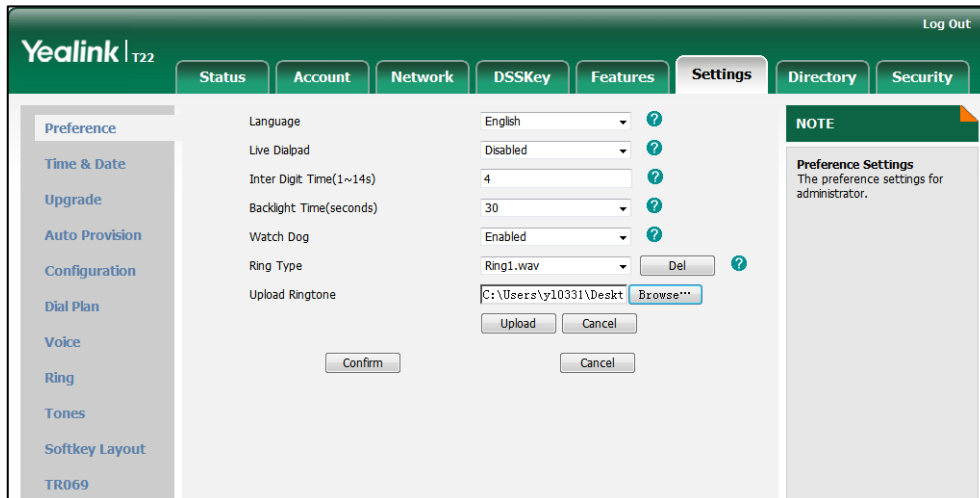 Log Out
Yealink T22
Status Account Network DSSKey Features Settings Directory Security
Preference
Time & Date
Upgrade
Auto Provision
Configuration
Dial Plan
Voice
Ring
Tones
Softkey Layout
TR069
Language English ?
Live Dialpad Disabled ?
Inter Digit Time(1~14s) 4 ?
Backlight Time(seconds) 30 ?
Watch Dog Enabled ?
Ring Type Ring1.wav Del ?
Upload Ringtone C:\Users\yl0331\Deskt Browse…
Upload Cancel
Confirm Cancel
NOTE
Preference Settings
The preference settings for
administrator.